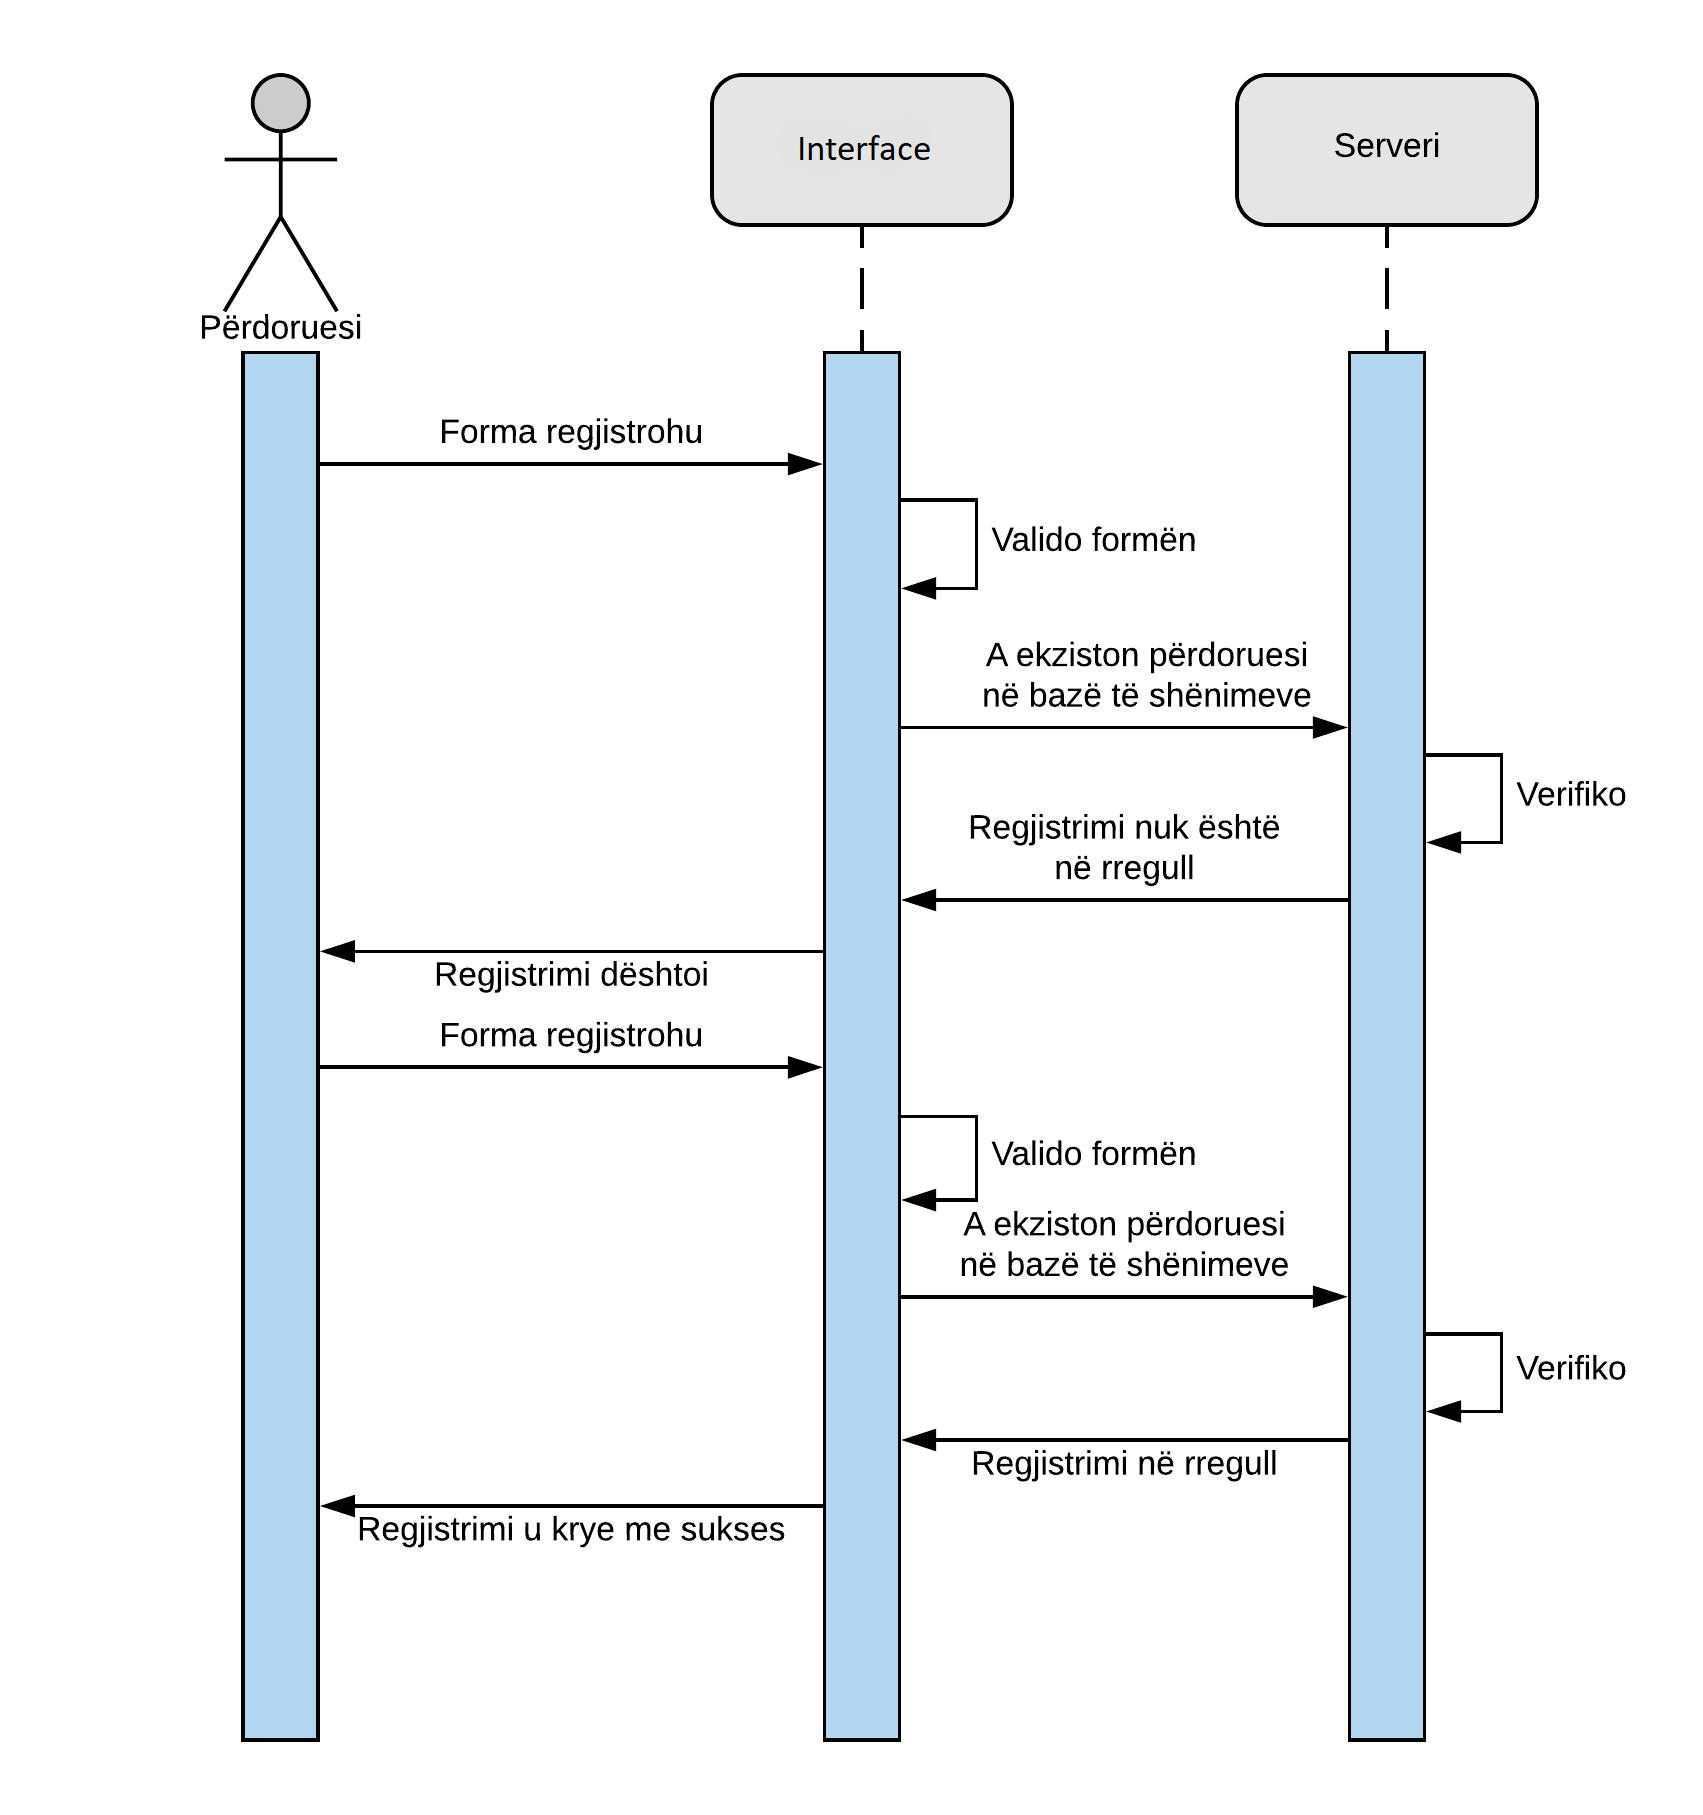 Interface
Serveri
Përdoruesi
Forma regjistrohu
Valido formën
A ekziston përdoruesi
në bazë të shënimeve
Verifiko
Regjistrimi nuk është
në rregull
Regjistrimi dështoi
Forma regjistrohu
Valido formën
A ekziston përdoruesi
në bazë të shënimeve
Verifiko
Regjistrimi në rregull
Regjistrimi u krye me sukses